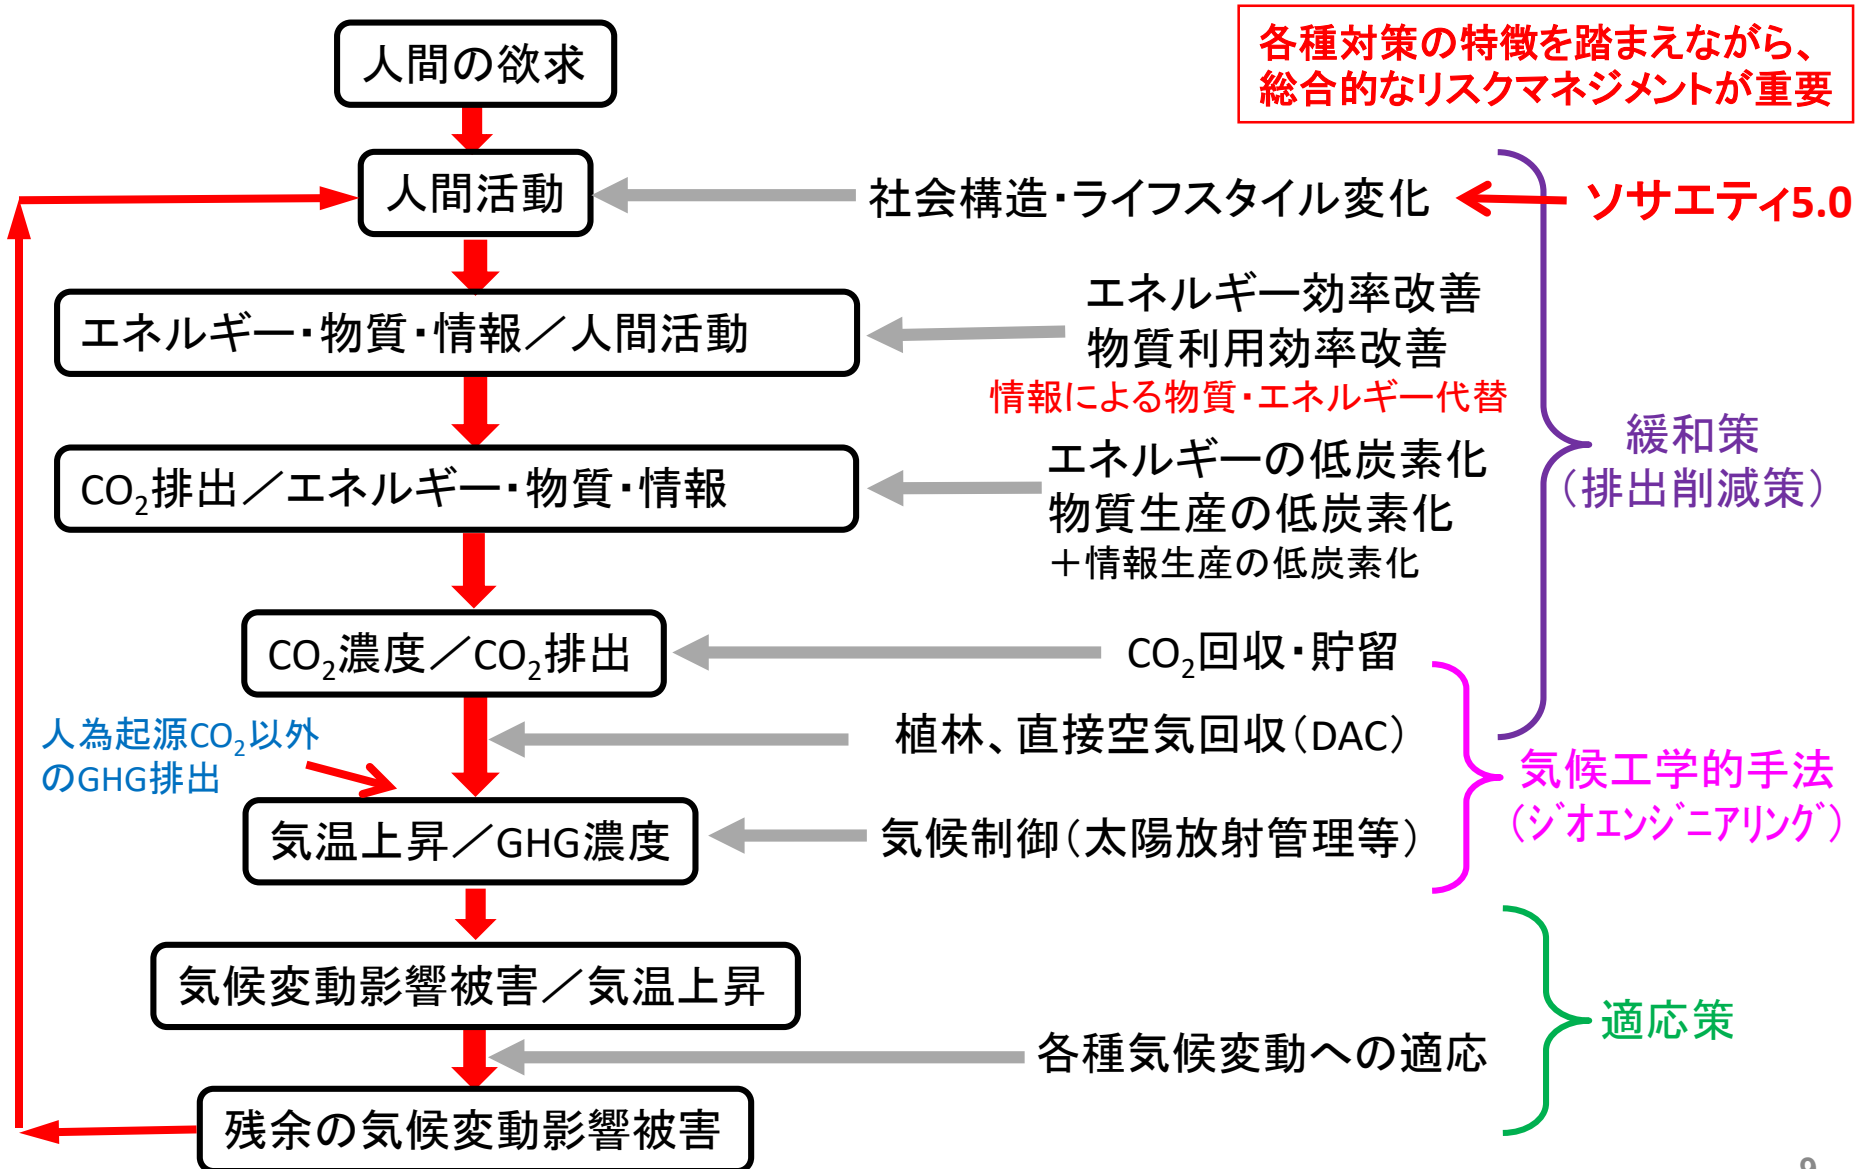 人間の欲求
各種対策の特徴を踏まえながら、
総合的なリスクマネジメントが重要
人間活動
社会構造・ライフスタイル変化
ソサエティ5.0
エネルギー・物質・情報／人間活動
エネルギー効率改善
物質利用効率改善
情報による物質・エネルギー代替
緩和策
（排出削減策）
CO₂排出／エネルギー・物質・情報
エネルギーの低炭素化
物質生産の低炭素化
＋情報生産の低炭素化
CO₂濃度／CO₂排出
CO₂回収・貯留
人為起源CO₂以外
のGHG排出
植林、直接空気回収（DAC）
気候工学的手法
（ｼﾞｵｴﾝｼﾞﾆｱﾘﾝｸﾞ）
気温上昇／GHG濃度
気候制御（太陽放射管理等）
気候変動影響被害／気温上昇
適応策
各種気候変動への適応
残余の気候変動影響被害
9